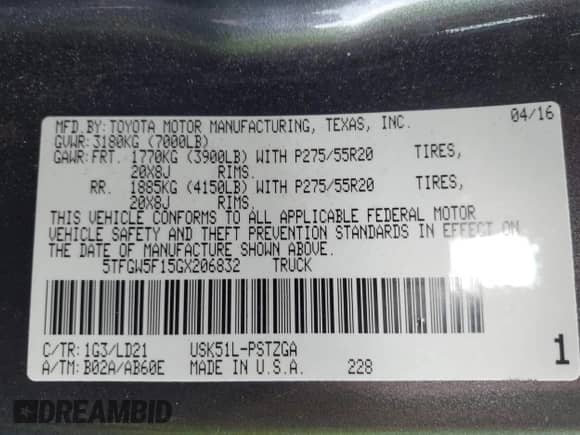 MFD.BY:TOYOTA MOTOR MANUFACTURING, TEXAS, INC. 04/16
GVWR:3180KG (7000LB)
GAWR:FRT. 1770KG (3900LB) WITH P275/55R20 TIRES,
20X8J RIMS.
RR. 1885KG (4150LB) WITH P275/55R20 TIRES,
20X8J RIMS.
THIS VEHICLE CONFORMS TO ALL APPLICABLE FEDERAL MOTOR
VEHICLE SAFETY AND THEFT PREVENTION STANDARDS IN EFFECT ON
THE DATE OF MANUFACTURE SHOWN ABOVE.
5TFGW5F15GX206832 TRUCK
C/TR:1G3/LD21 USK51L-PSTZGA
A/TM:B02A/AB60E MADE IN U.S.A. 228 1
DREAMBID